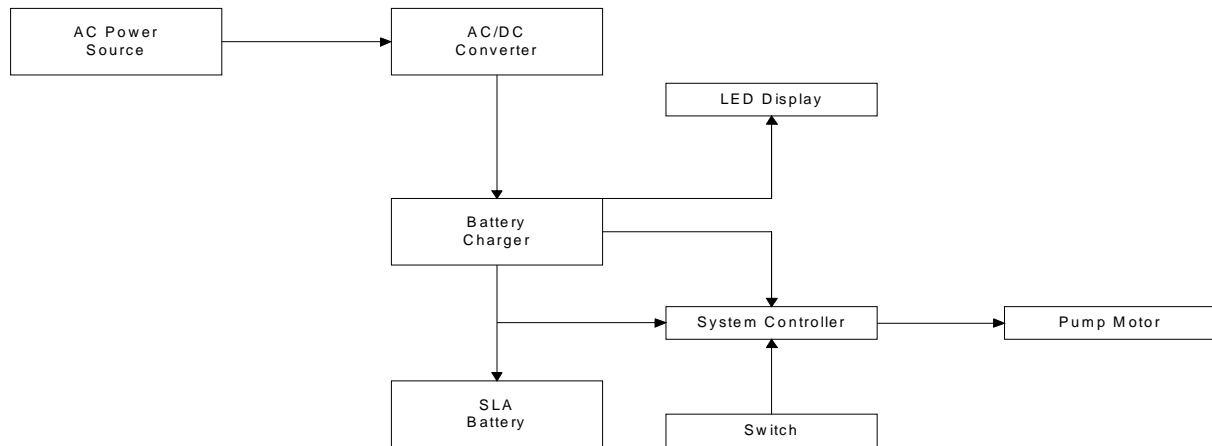 AC Power
Source
AC/DC
Converter
LED Display
Battery
Charger
System Controller
Pump Motor
SLA
Battery
Switch